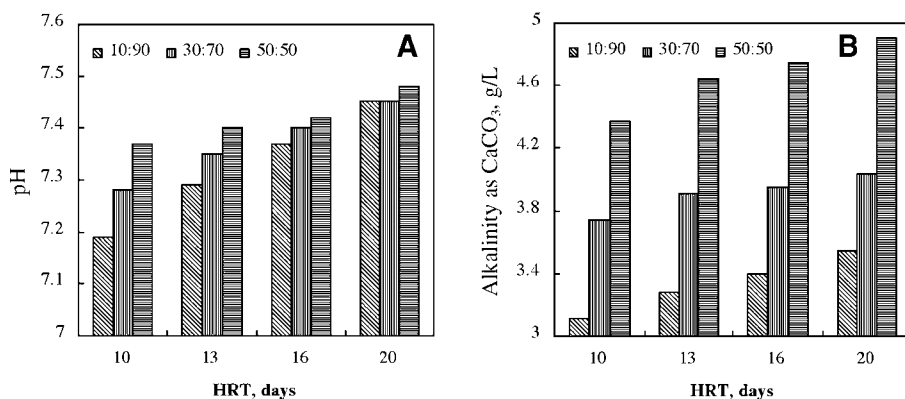 A
10:90 30:70 50:50
7.6
7.5
7.4
7.3
7.2
7.1
7
pH
10 13 16 20
HRT, days
B
10:90 30:70 50:50
5
4.6
4.2
3.8
3.4
3
Alkalinity as CaCO₃, g/L
10 13 16 20
HRT, days